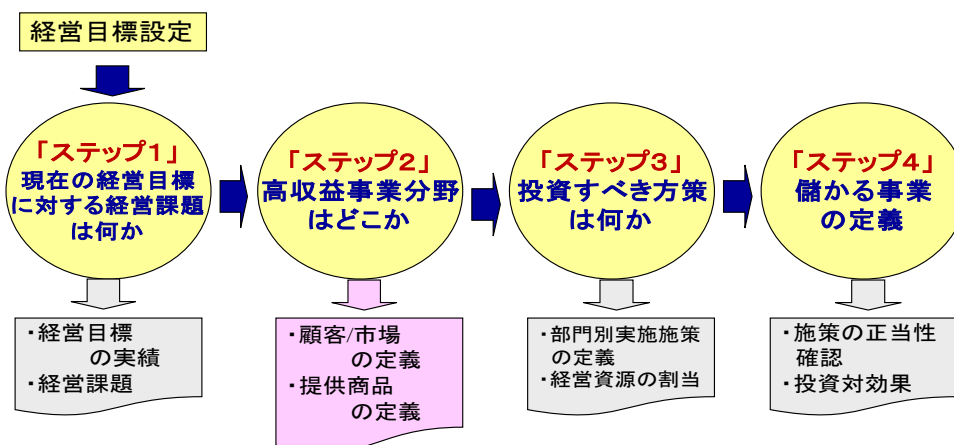 経営目標設定
「ステップ1」
現在の経営目標
に対する経営課題
は何か
「ステップ2」
高収益事業分野
はどこか
「ステップ3」
投資すべき方策
は何か
「ステップ4」
儲かる事業
の定義
・経営目標
の実績
・経営課題
・顧客/市場
の定義
・提供商品
の定義
・部門別実施施策
の定義
・経営資源の割当
・施策の正当性
確認
・投資対効果